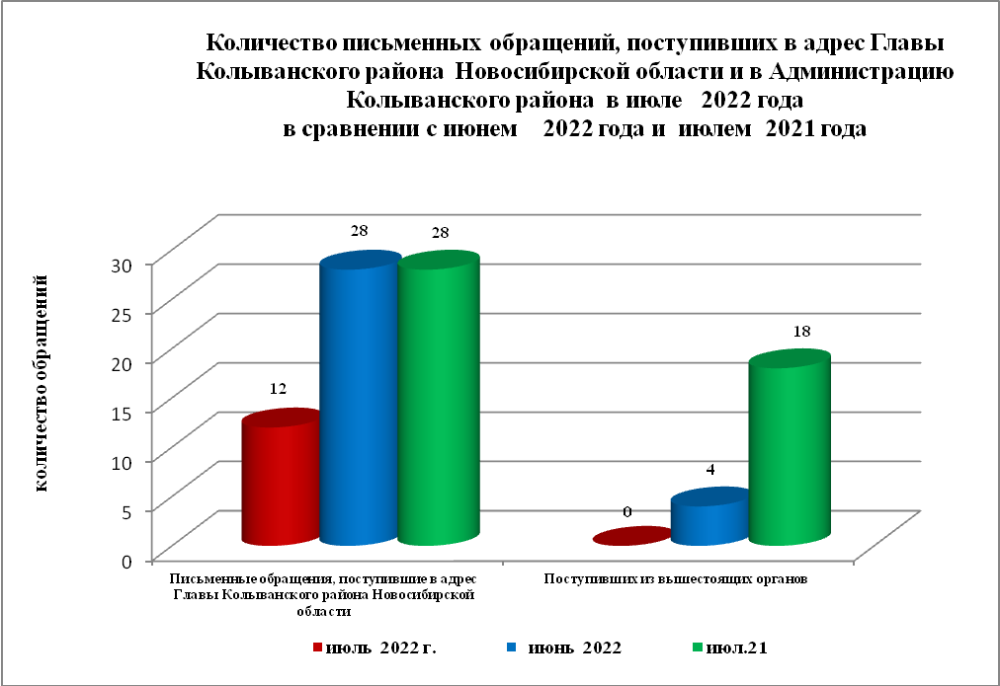 Количество письменных обращений, поступивших в адрес Главы
Колыванского района Новосибирской области и в Администрацию
Колыванского района в июле 2022 года
в сравнении с июнем 2022 года и июлем 2021 года
количество обращений
30
25
20
15
10
5
0
12
28
28
0
4
18
Письменные обращения, поступившие в адрес
Главы Колыванского района Новосибирской
области
Поступивших из вышестоящих органов
июль 2022 г.
июнь 2022
июл.21